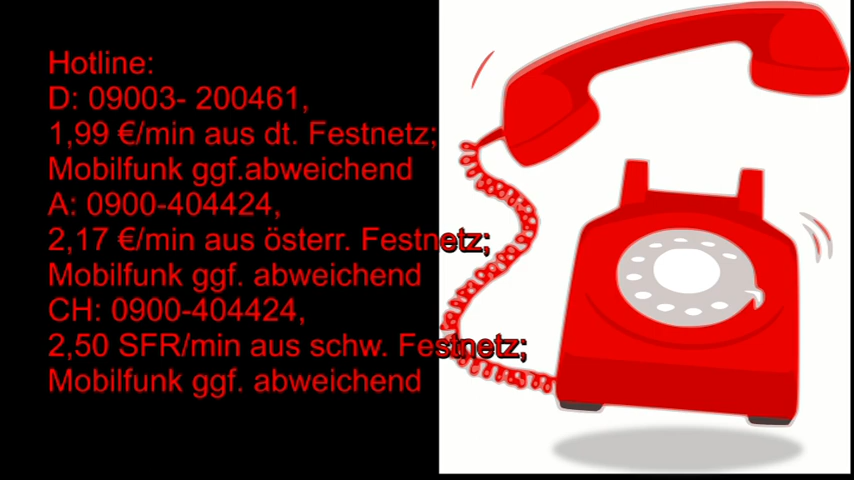 Hotline:
D: 09003- 200461,
1,99 €/min aus dt. Festnetz;
Mobilfunk ggf.abweichend
A: 0900-404424,
2,17 €/min aus österr. Festnetz;
Mobilfunk ggf. abweichend
CH: 0900-404424,
2,50 SFR/min aus schw. Festnetz;
Mobilfunk ggf. abweichend